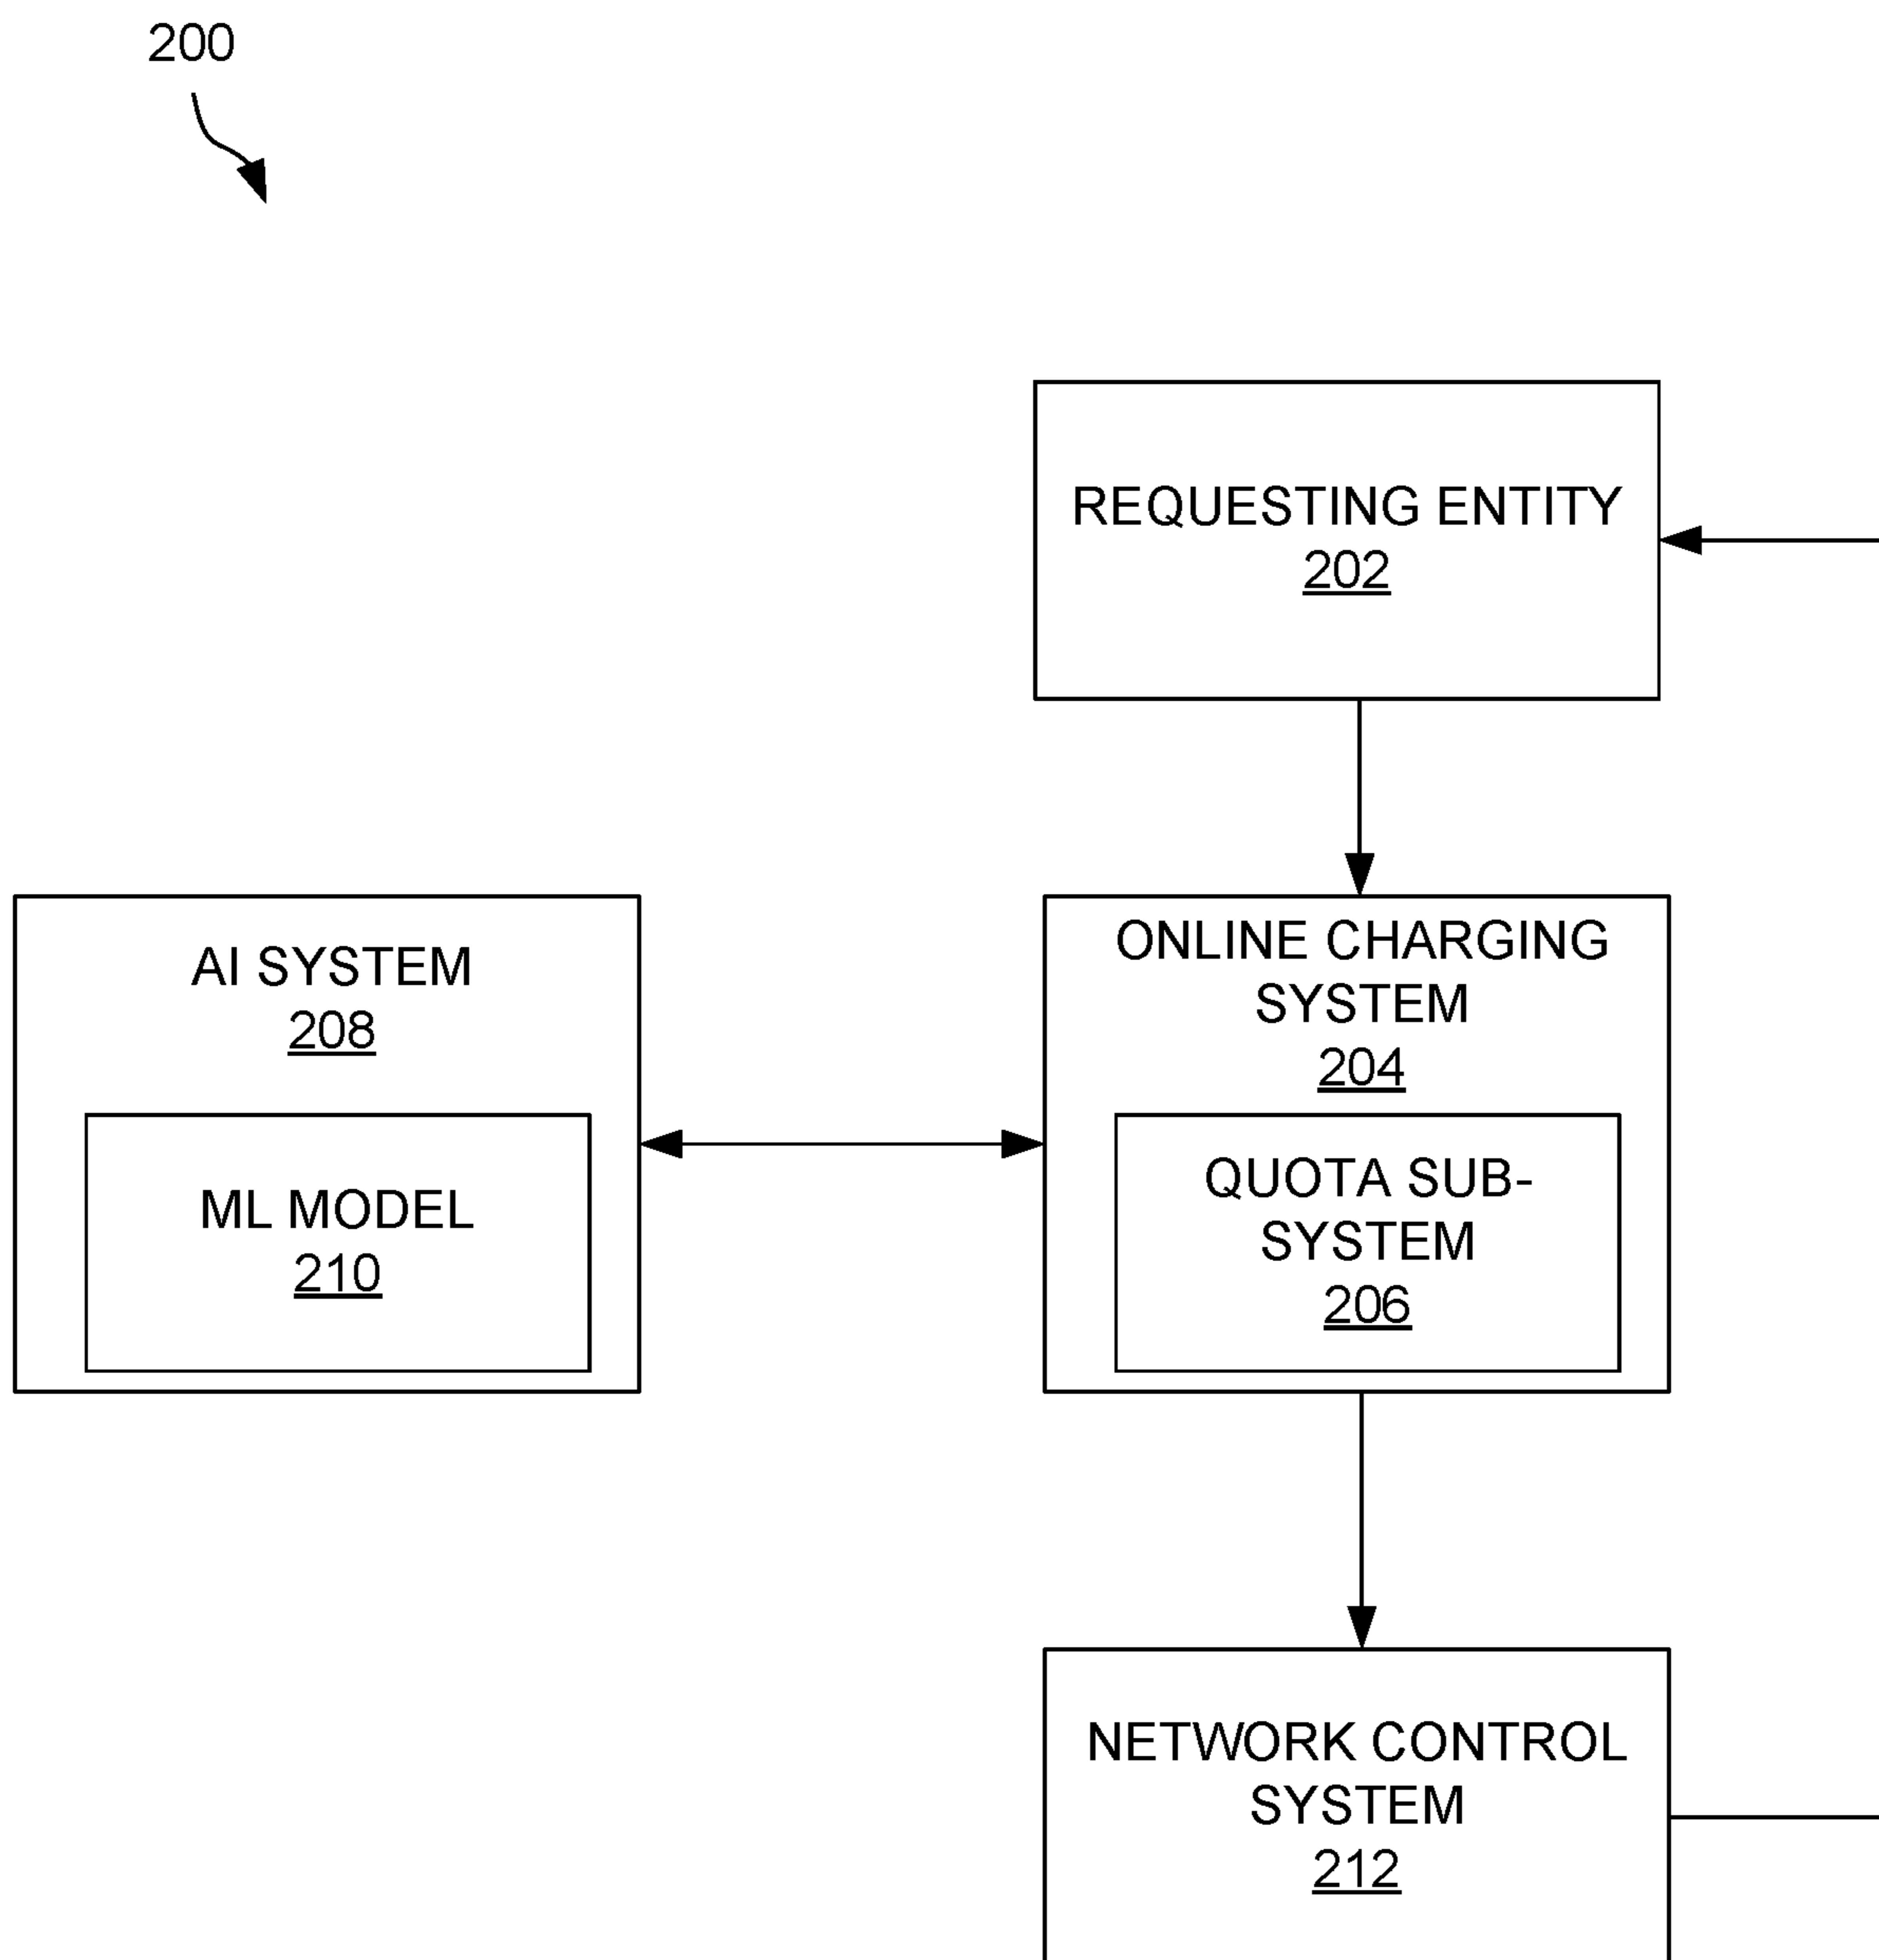 200
REQUESTING ENTITY
202
ONLINE CHARGING
SYSTEM
204
QUOTA SUB-
SYSTEM
206
AI SYSTEM
208
ML MODEL
210
NETWORK CONTROL
SYSTEM
212